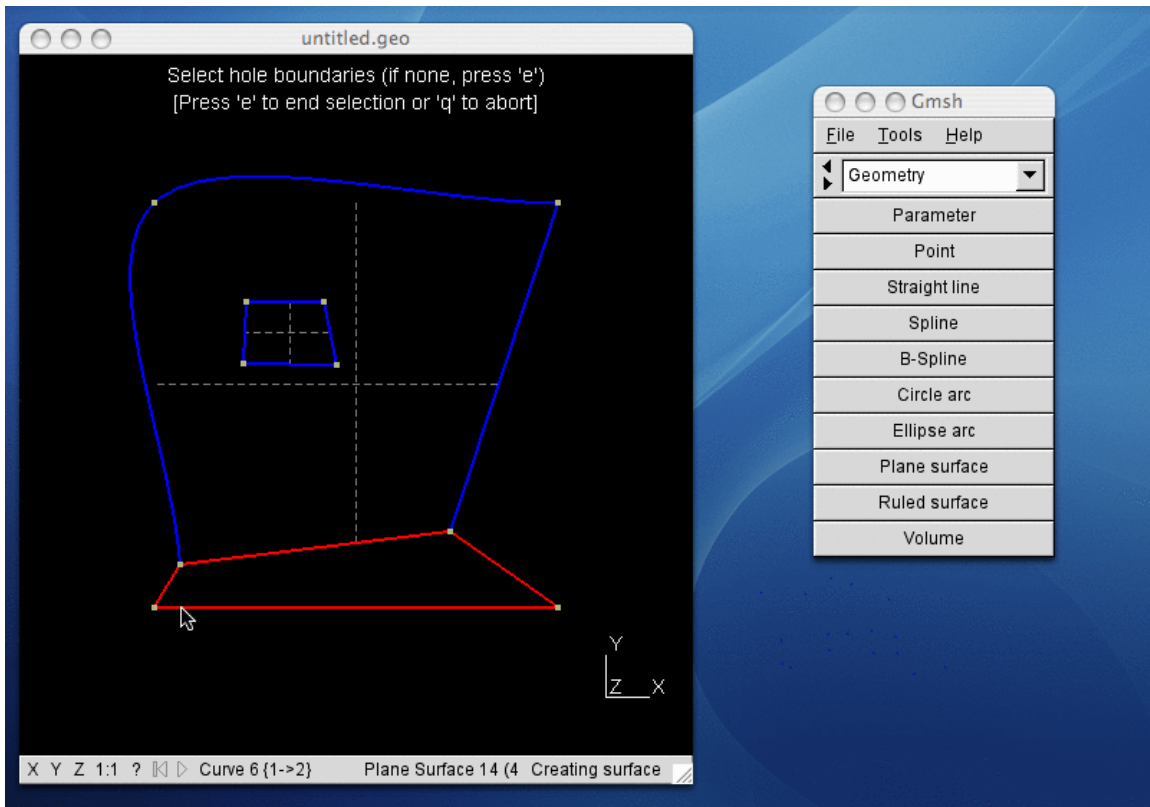 untitled.geo
Select hole boundaries (if none, press 'e')
[Press 'e' to end selection or 'q' to abort]
Y
Z X
X Y Z 1:1 ? Curve 6 {1->2} Plane Surface 14 (4 Creating surface
Gmsh
File Tools Help
Geometry
Parameter
Point
Straight line
Spline
B-Spline
Circle arc
Ellipse arc
Plane surface
Ruled surface
Volume